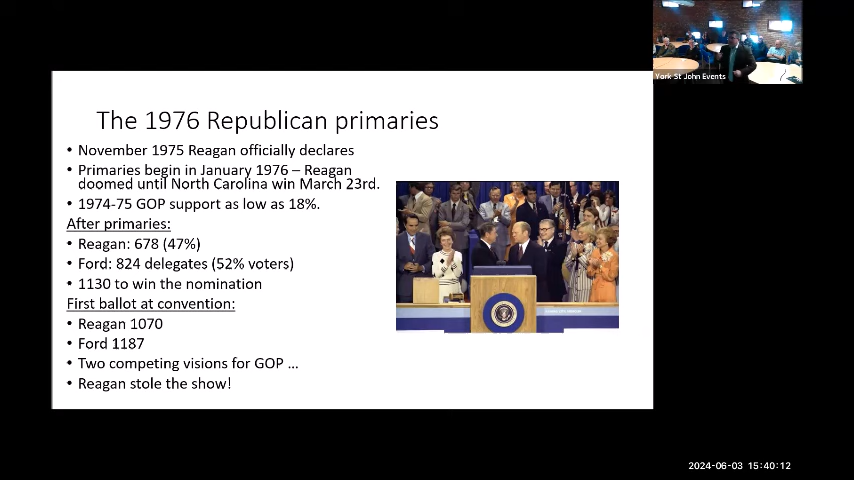 York St John Events
The 1976 Republican primaries
• November 1975 Reagan officially declares
• Primaries begin in January 1976 – Reagan
doomed until North Carolina win March 23rd.
• 1974-75 GOP support as low as 18%.
After primaries:
• Reagan: 678 (47%)
• Ford: 824 delegates (52% voters)
• 1130 to win the nomination
First ballot at convention:
• Reagan 1070
• Ford 1187
• Two competing visions for GOP …
• Reagan stole the show!
2024-06-03 15:40:12